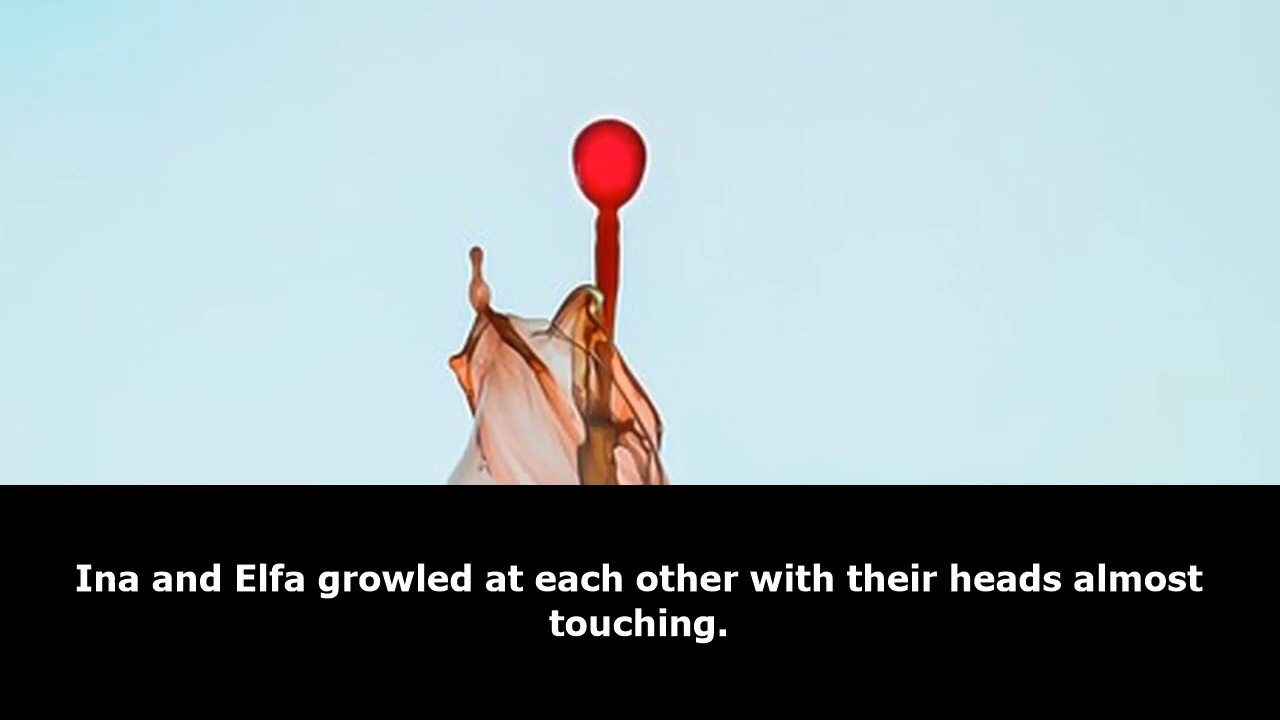 Ina and Elfa growled at each other with their heads almost
touching.